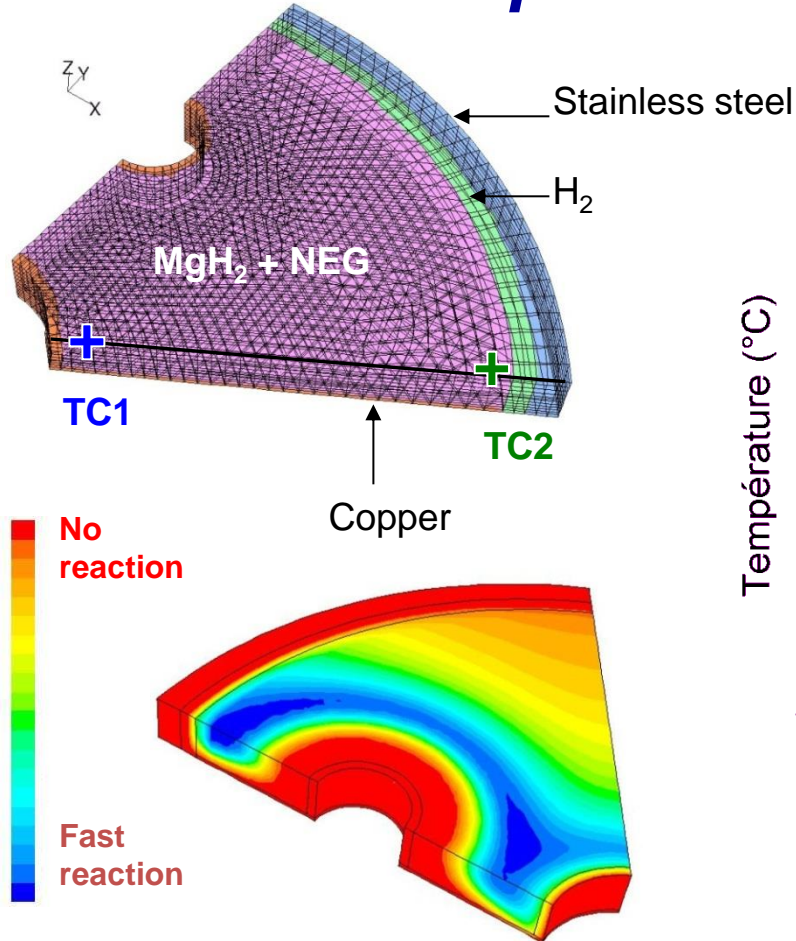 Z Y
X
Stainless steel
H₂
MgH₂ + NEG
TC1
TC2
Copper
Température (°C)
No
reaction
Fast
reaction